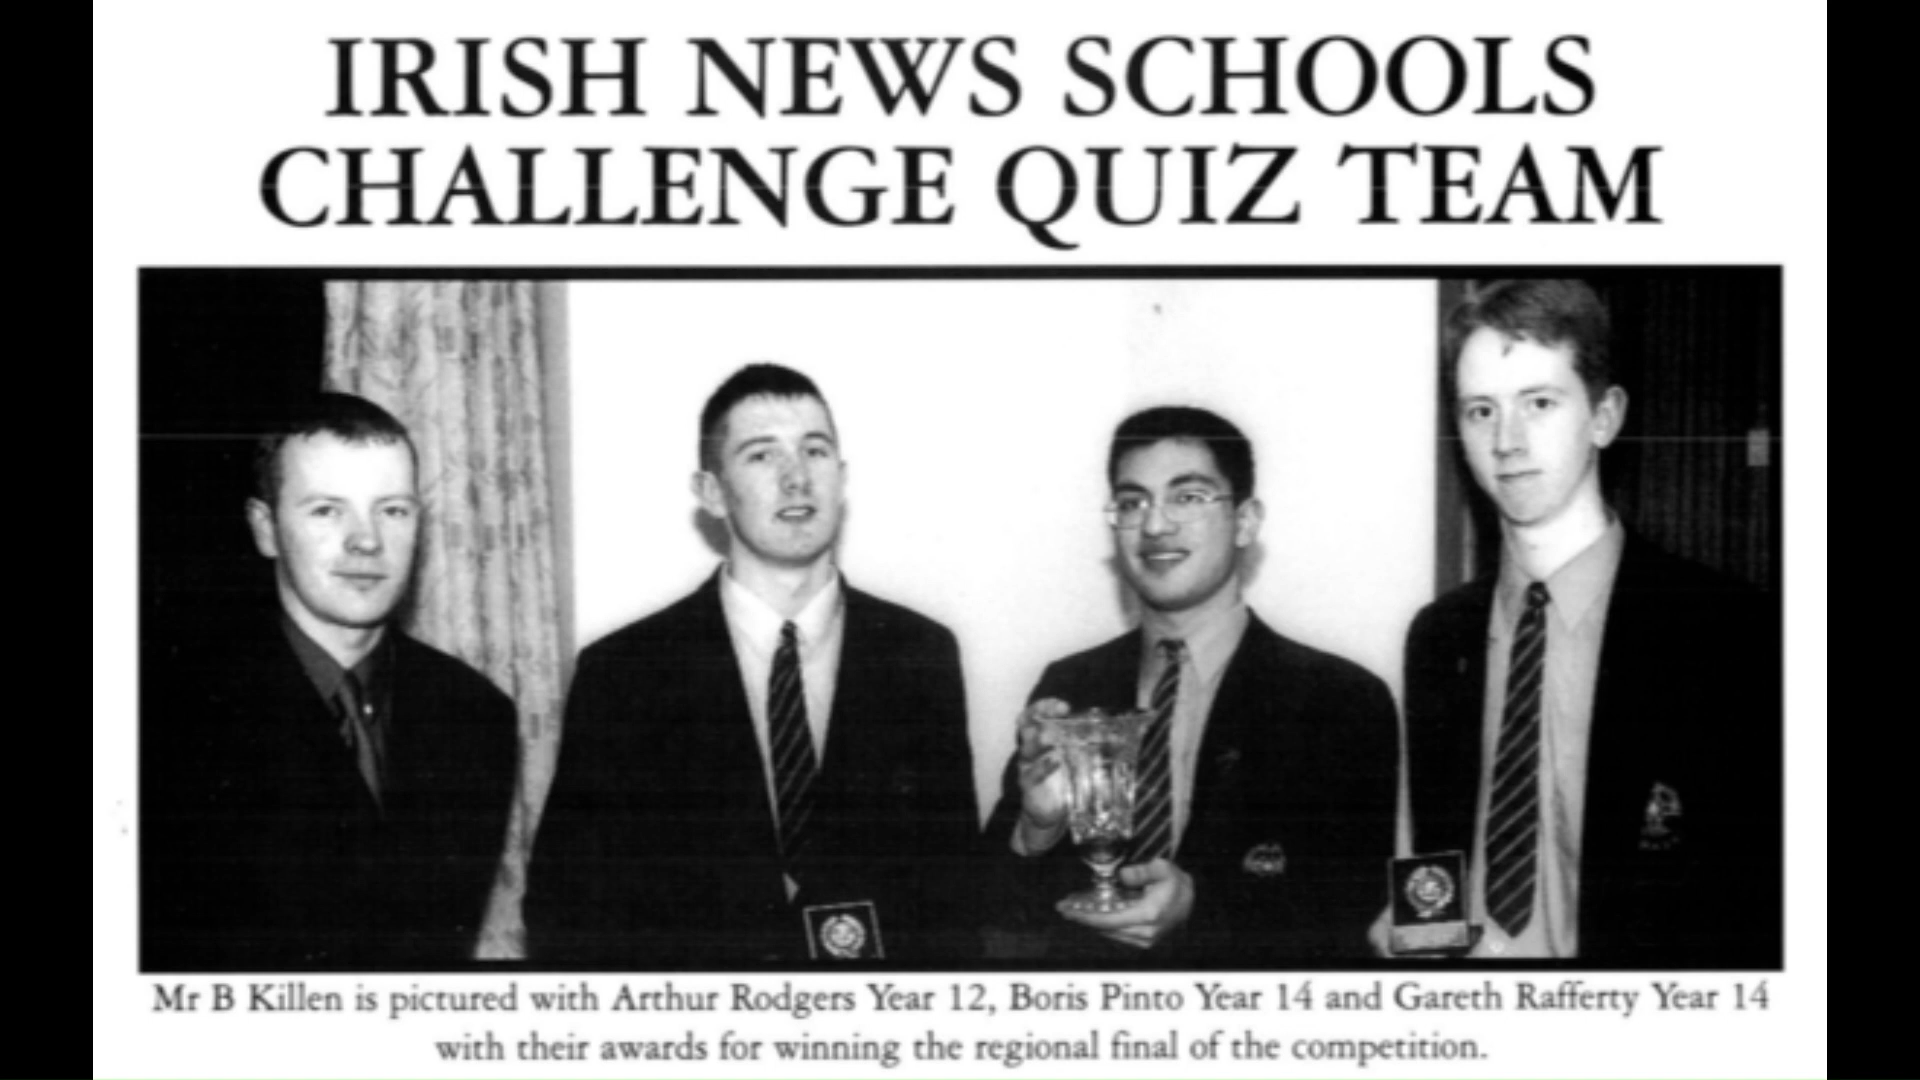 IRISH NEWS SCHOOLS
CHALLENGE QUIZ TEAM
Mr B Killen is pictured with Arthur Rodgers Year 12, Boris Pinto Year 14 and Gareth Rafferty Year 14
with their awards for winning the regional final of the competition.